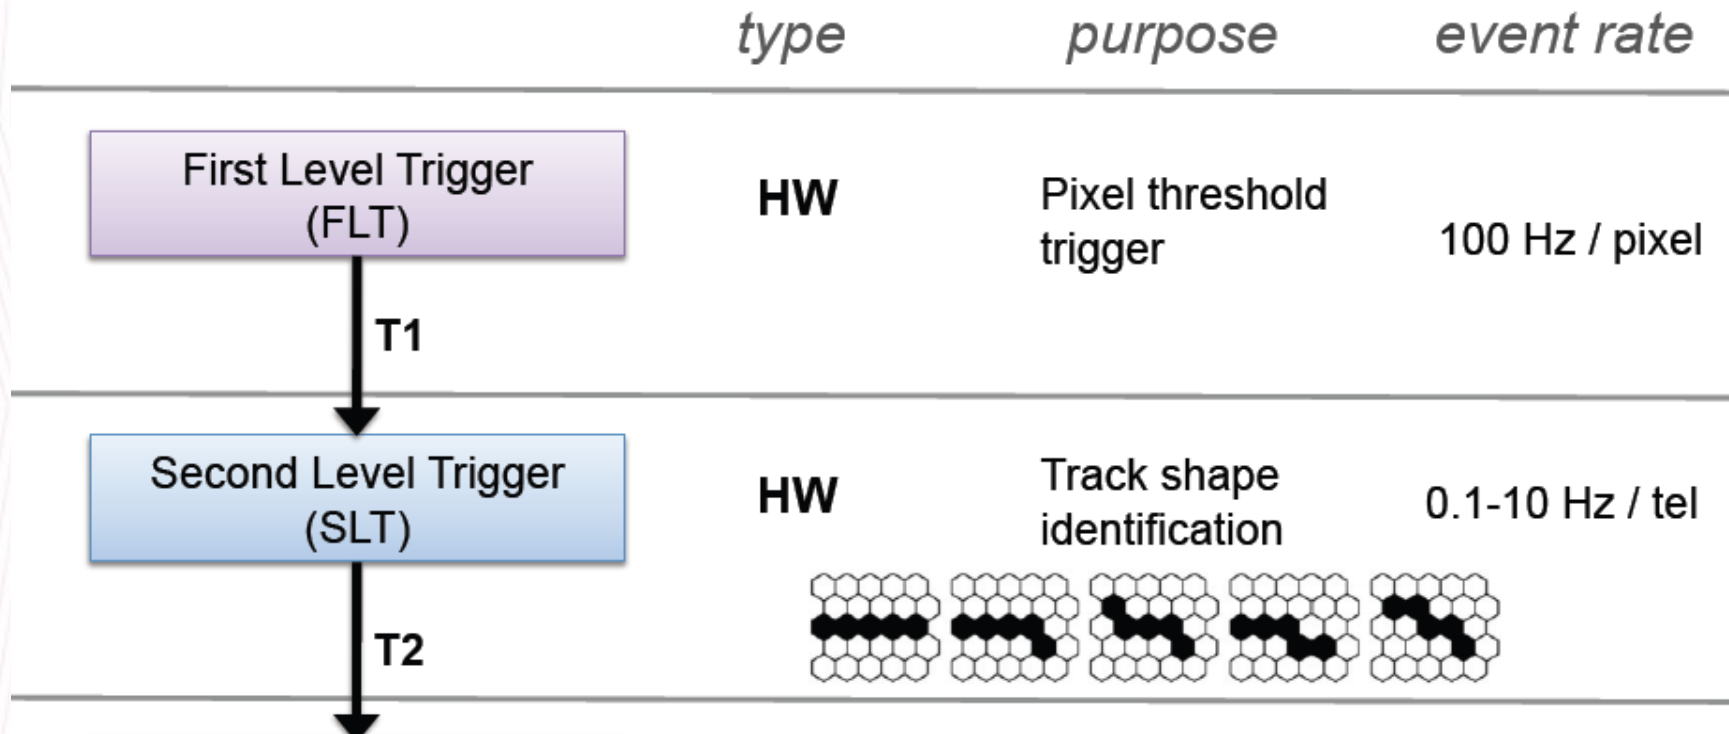 type purpose event rate
First Level Trigger
(FLT)
HW
Pixel threshold
trigger
100 Hz / pixel
T1
Second Level Trigger
(SLT)
HW
Track shape
identification
0.1-10 Hz / tel
T2